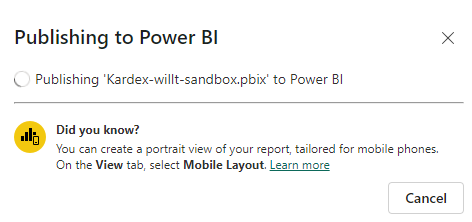 Publishing to Power BI
Publishing 'Kardex-willt-sandbox.pbix' to Power BI
Did you know?
You can create a portrait view of your report, tailored for mobile phones.
On the View tab, select Mobile Layout. Learn more
Cancel